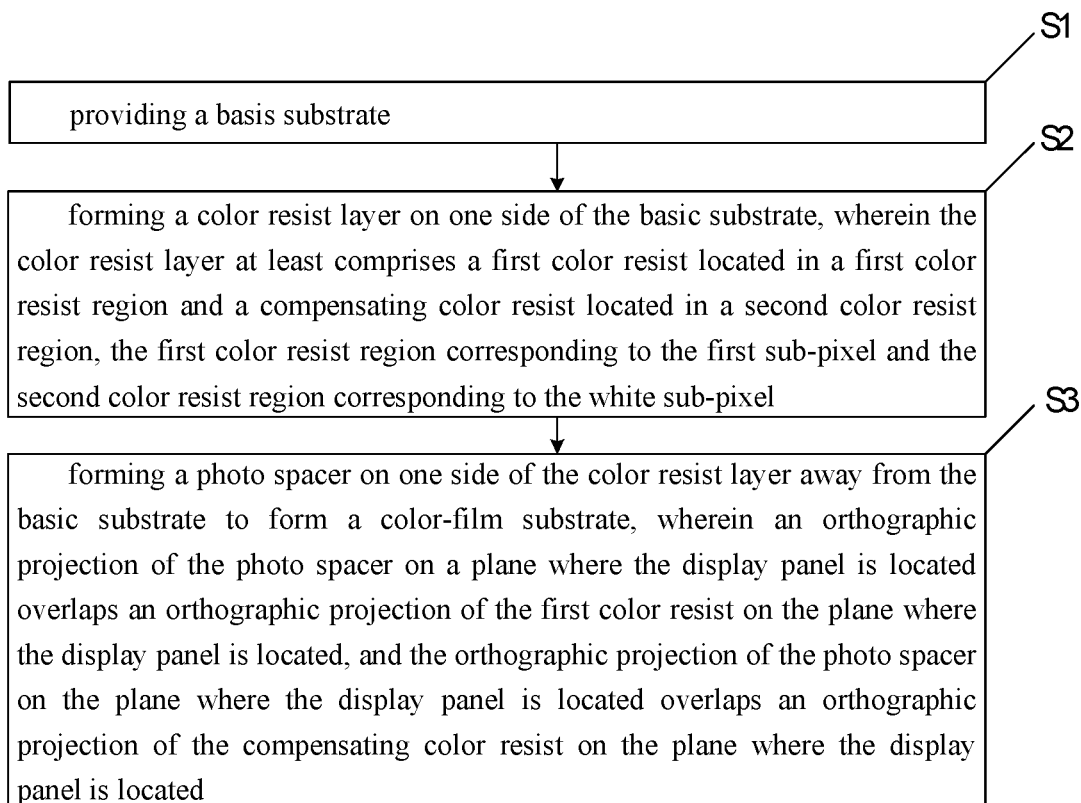 S1
providing a basis substrate
S2
forming a color resist layer on one side of the basic substrate, wherein the
color resist layer at least comprises a first color resist located in a first color
resist region and a compensating color resist located in a second color resist
region, the first color resist region corresponding to the first sub-pixel and the
second color resist region corresponding to the white sub-pixel
S3
forming a photo spacer on one side of the color resist layer away from the
basic substrate to form a color-film substrate, wherein an orthographic
projection of the photo spacer on a plane where the display panel is located
overlaps an orthographic projection of the first color resist on the plane where
the display panel is located, and the orthographic projection of the photo spacer
on the plane where the display panel is located overlaps an orthographic
projection of the compensating color resist on the plane where the display
panel is located